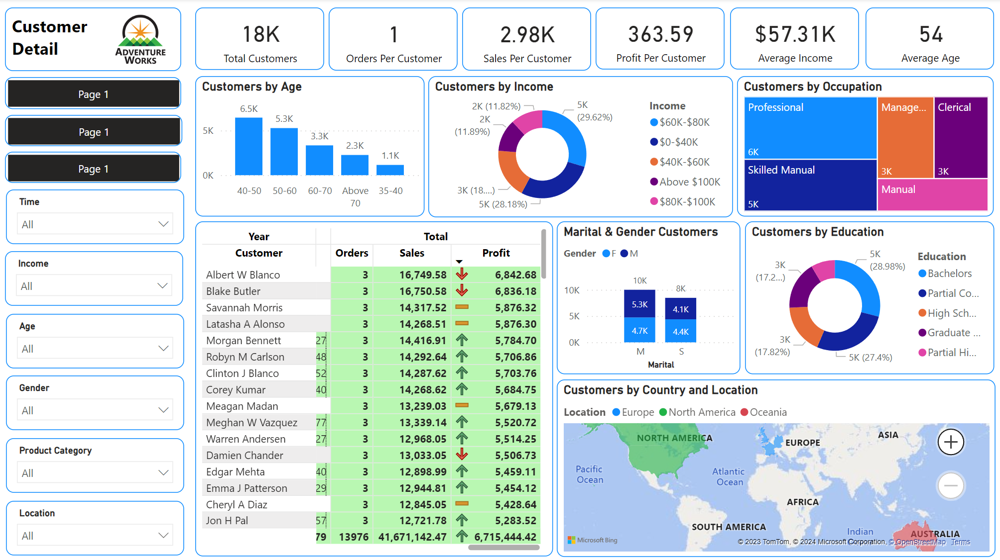 Customer
Detail
ADVENTURE
WORKS
18K
Total Customers
1
Orders Per Customer
2.98K
Sales Per Customer
363.59
Profit Per Customer
$57.31K
Average Income
54
Average Age
Page 1
Page 1
Page 1
Time
All
Income
All
Age
All
Gender
All
Product Category
All
Location
All
Customers by Age
6.5K
5.3K
3.3K
2.3K
1.1K
5K
0K
40-50 50-60 60-70 Above 70 35-40
Customers by Income
2K (11.82%)
2K
(11.89%)
3K (18....)
5K (28.18%)
5K
(29.62%)
Income
$60K-$80K
$0-$40K
$40K-$60K
Above $100K
$80K-$100K
Customers by Occupation
Professional
6K
Skilled Manual
5K
Manage...
3K
Clerical
3K
Manual
Year Total
Customer Orders Sales Profit
Albert W Blanco 3 16,749.58 6,842.68
Blake Butler 3 16,750.58 6,836.18
Savannah Morris 3 14,317.52 5,876.32
Latasha A Alonso 3 14,268.51 5,876.30
Morgan Bennett 27 3 14,416.91 5,784.70
Robyn M Carlson 48 3 14,292.64 5,706.86
Clinton J Blanco 52 3 14,287.62 5,703.76
Corey Kumar 40 3 14,268.62 5,684.75
Meagan Madan 3 13,239.03 5,679.13
Meghan W Vazquez 77 3 13,339.14 5,520.72
Warren Andersen 27 3 12,968.05 5,514.25
Damien Chander 3 13,033.05 5,506.73
Edgar Mehta 40 3 12,898.99 5,459.11
Emma J Patterson 29 3 12,944.81 5,454.12
Cheryl A Diaz 3 12,845.05 5,428.64
Jon H Pal 57 3 12,721.78 5,283.52
79 13976 41,671,142.47 6,715,444.42
Marital & Gender Customers
Gender F M
10K
8K
10K
5K
0K
5.3K
4.1K
4.7K
4.4K
M S
Marital
Customers by Education
5K
(28.98%)
3K
(17.2...)
3K
(17.82%)
5K (27.4%)
Education
Bachelors
Partial Co...
High Sch...
Graduate ...
Partial Hi...
Customers by Country and Location
Location Europe North America Oceania
NORTH AMERICA
EUROPE
ASIA
Pacific
Ocean
Atlantic
Ocean
AFRICA
SOUTH AMERICA
Indian
Ocean
AUSTRALIA
Microsoft Bing
© 2023 TomTom, © 2024 Microsoft Corporation, © OpenStreetMap Terms